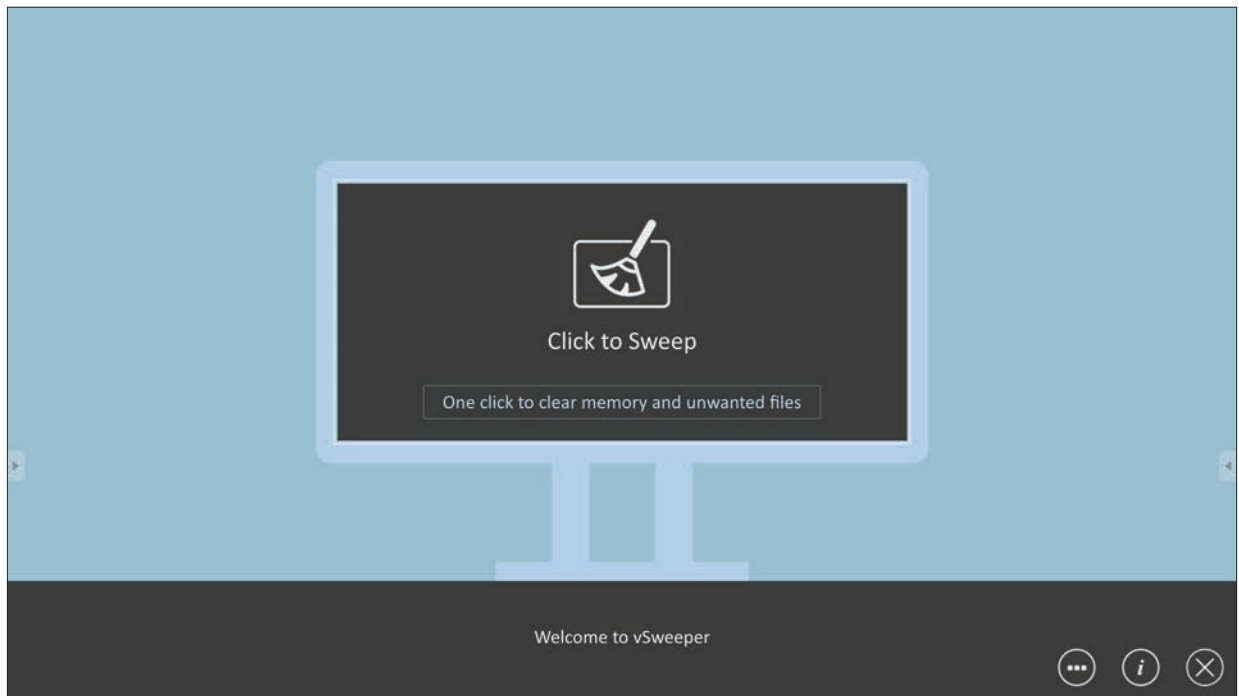 Click to Sweep
One click to clear memory and unwanted files
Welcome to vSweeper
i